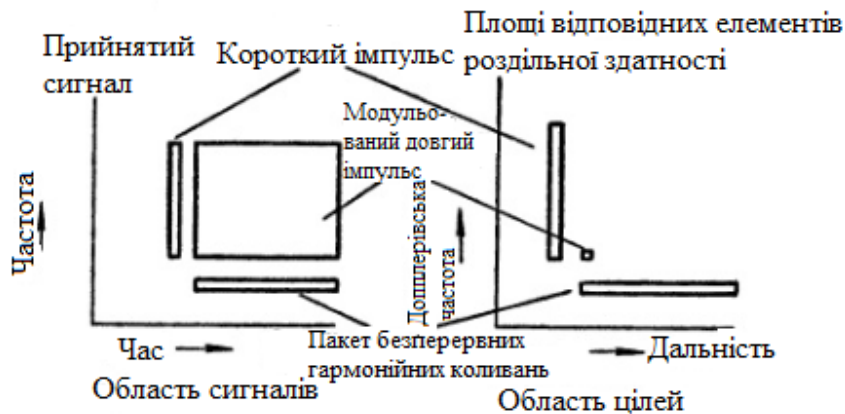 Прийнятий
сигнал
Короткий імпульс
Площі відповідних елементів
роздільної здатності
Модульо-
ваний довгий
імпульс
Частота
Допплерівська
частота
Час
Пакет безперервних
гармонійних коливань
Дальність
Область сигналів
Область цілей